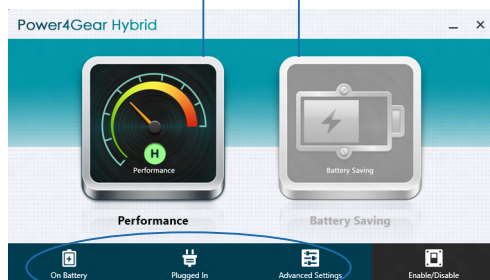 Power4Gear Hybrid
H
Performance
Battery Saving
Performance
Battery Saving
On Battery
Plugged In
Advanced Settings
Enable/Disable